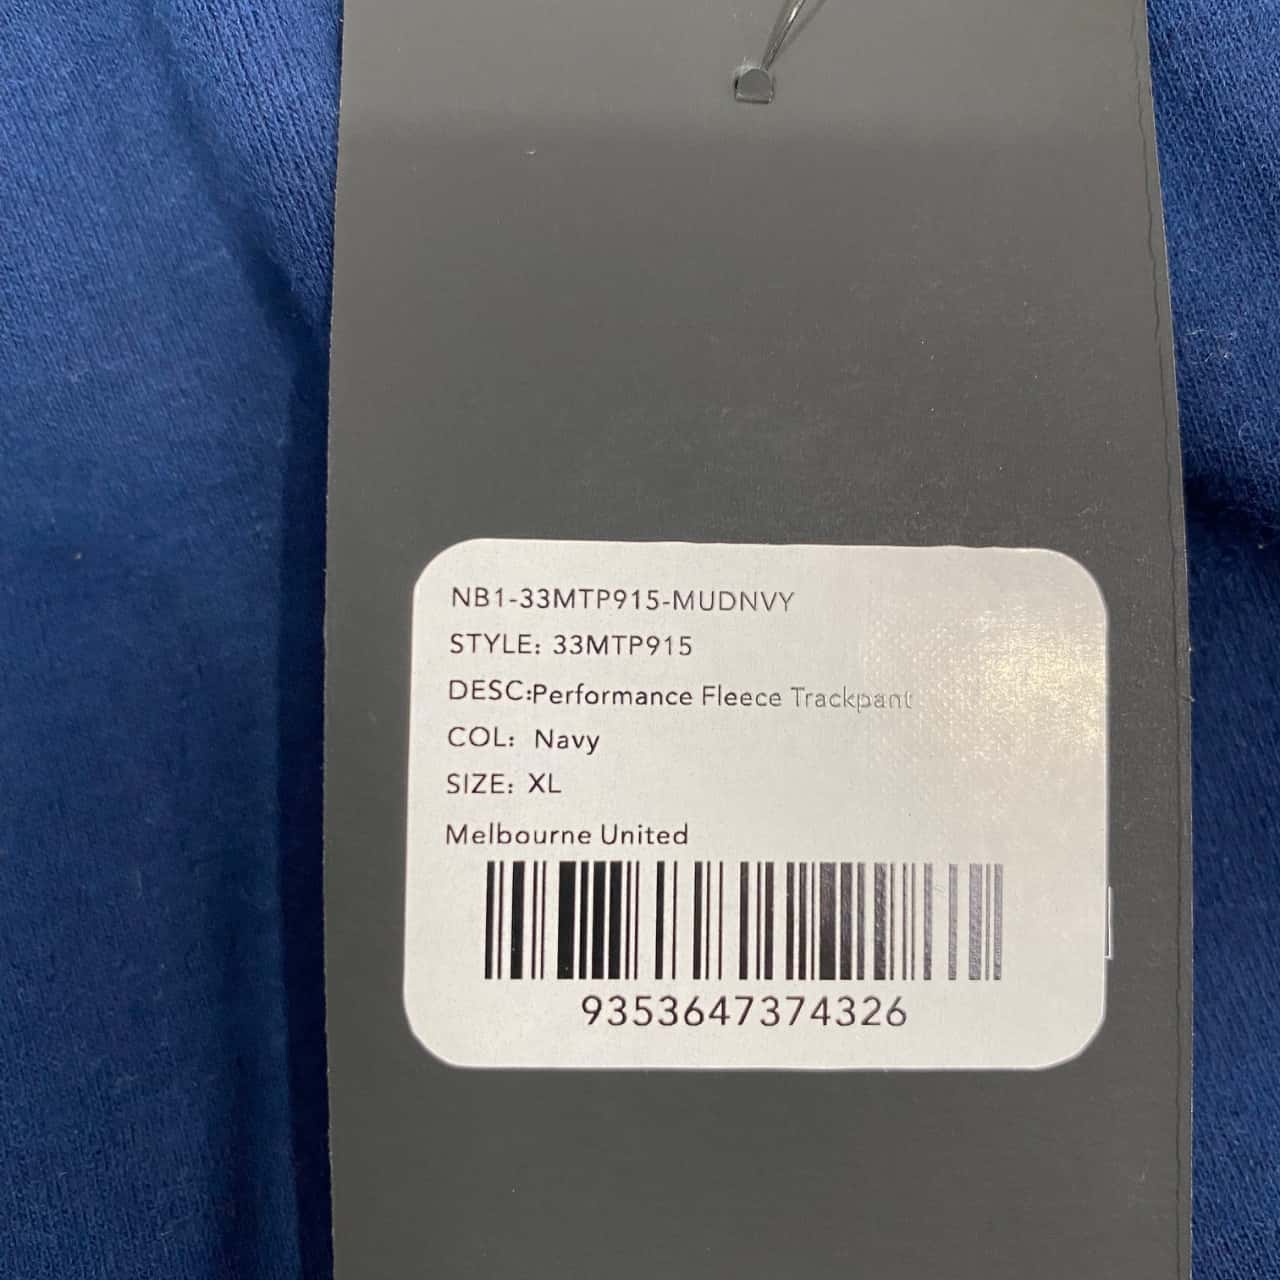 NB1-33MTP915-MUDNVY
STYLE: 33MTP915
DESC:Performance Fleece Trackpant
COL: Navy
SIZE: XL
Melbourne United
9353647374326